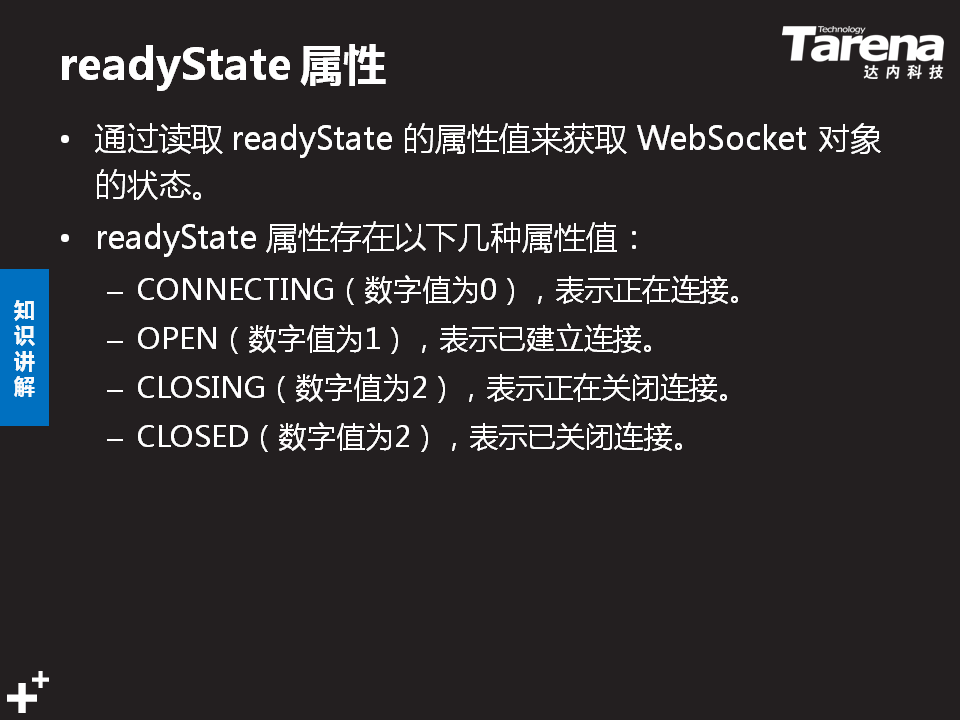 readyState 属性
Technology
Tarena
达内科技
• 通过读取 readyState 的属性值来获取 WebSocket 对象
的状态。
• readyState 属性存在以下几种属性值：
– CONNECTING（数字值为0），表示正在连接。
– OPEN（数字值为1），表示已建立连接。
– CLOSING（数字值为2），表示正在关闭连接。
– CLOSED（数字值为2），表示已关闭连接。
知
识
讲
解